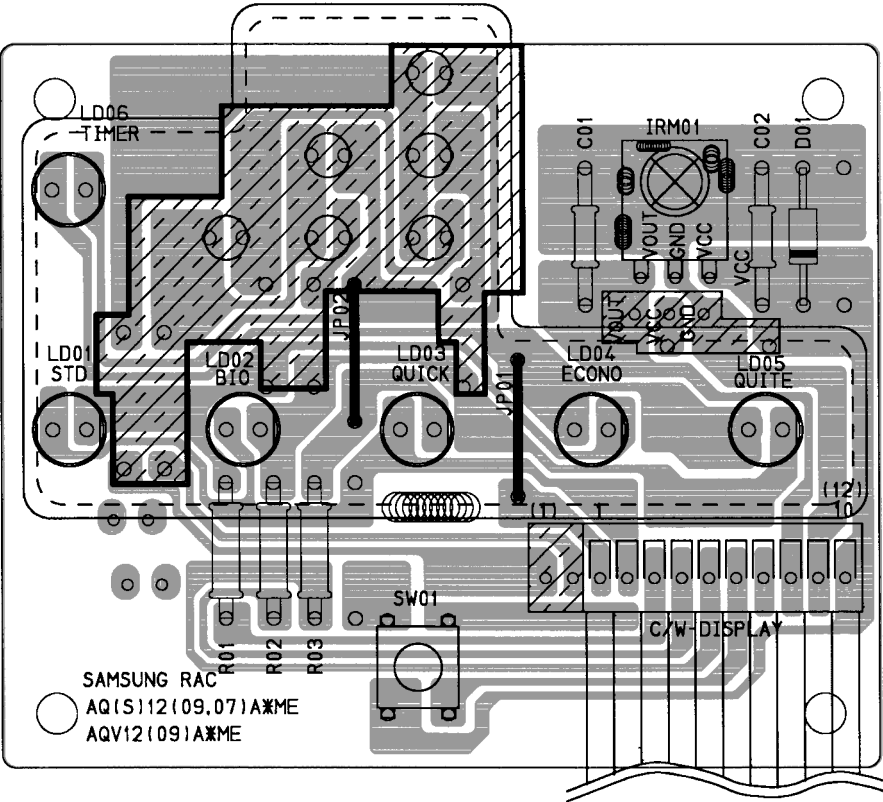 LD06
TIMER
C01
IRM01
C02
D01
VOUT
GND
VCC
VCC
JP02
VOUT
VCC
GND
LD01
STD
LD02
BIO
LD03
QUICK
JP01
LD04
ECONO
LD05
QUITE
(1)
1
(12)
10
SW01
R01
R02
R03
C/W-DISPLAY
SAMSUNG RAC
AQ(S)12(09,07)A*ME
AQV12(09)A*ME